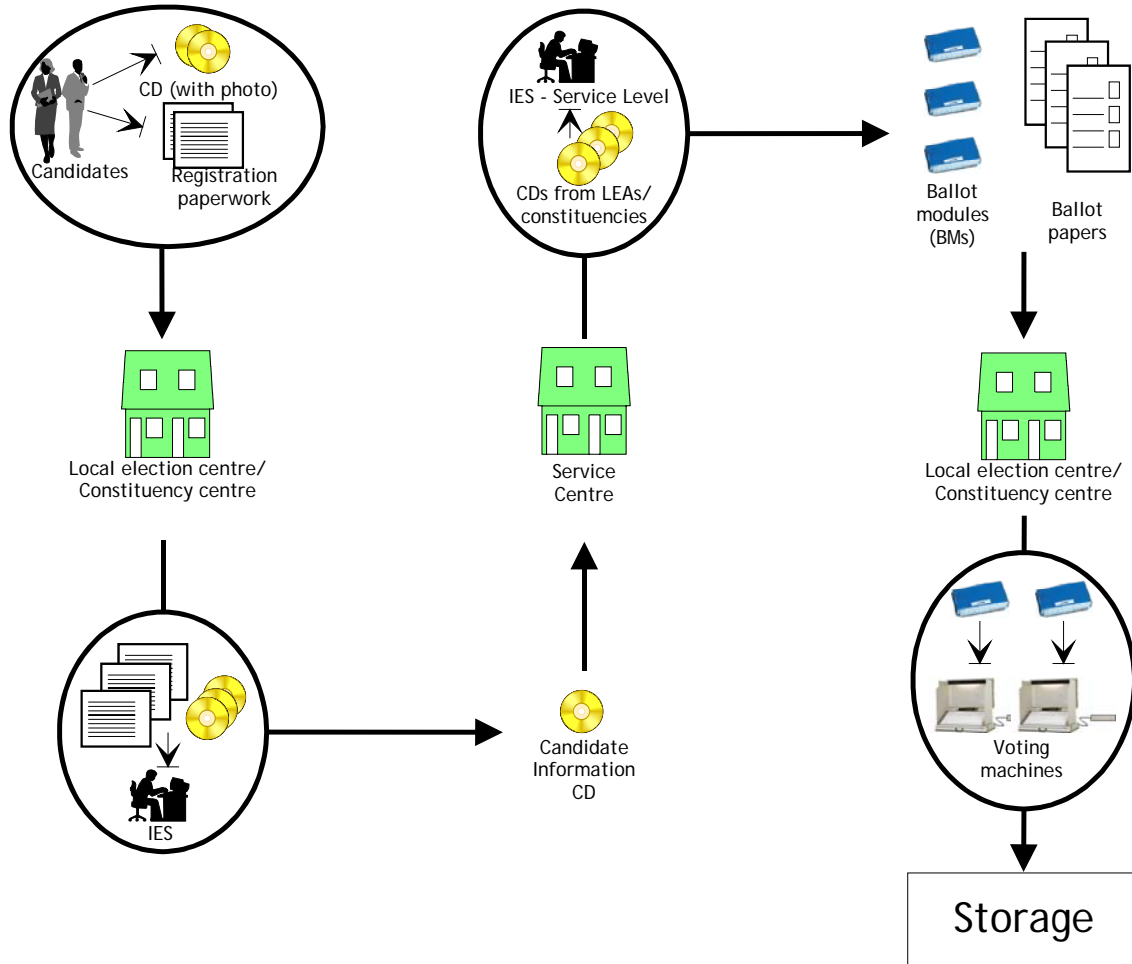 CD (with photo)
Candidates
Registration
paperwork
Local election centre/
Constituency centre
IES
Candidate
Information
CD
Service
Centre
IES - Service Level
CDs from LEAs/
constituencies
Ballot
modules
(BMs)
Ballot
papers
Local election centre/
Constituency centre
Voting
machines
Storage